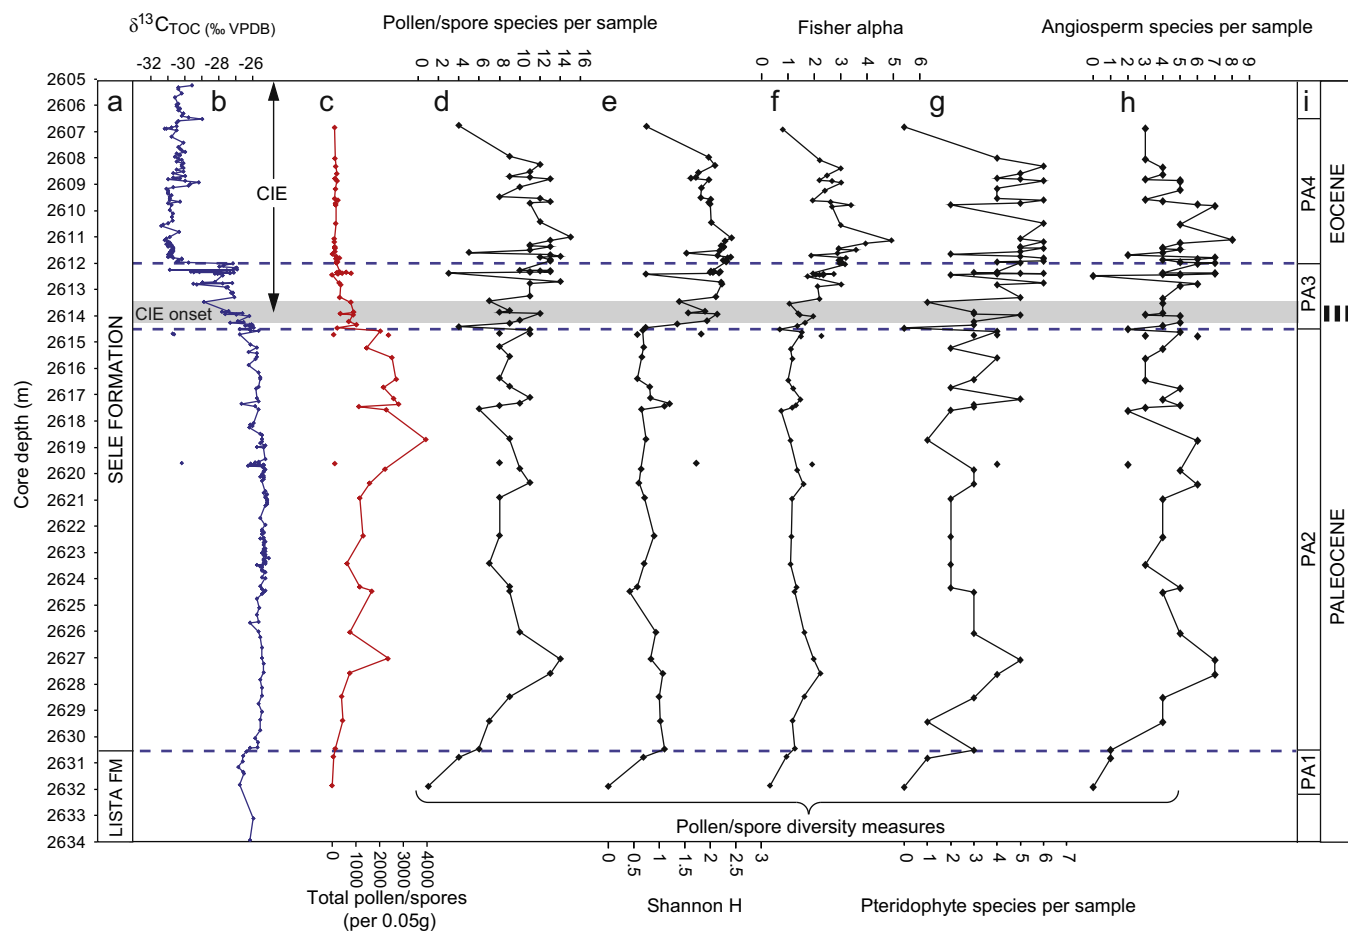 δ13CTOC (‰ VPDB)
Pollen/spore species per sample
Fisher alpha
Angiosperm species per sample
-32 -30 -28 -26
0 2 4 6 8 10 12 14 16
0 1 2 3 4 5 6
0 1 2 3 4 5 6 7 8 9
a b c d e f g h i
Core depth (m)
2605
2606
2607
2608
2609
2610
2611
2612
2613
2614
2615
2616
2617
2618
2619
2620
2621
2622
2623
2624
2625
2626
2627
2628
2629
2630
2631
2632
2633
2634
SELE FORMATION
LISTA FM
CIE
CIE onset
PA4
PA3
PA2
PA1
EOCENE
PALEOCENE
Pollen/spore diversity measures
0 1000 2000 3000 4000
Total pollen/spores
(per 0.05g)
0 0.5 1 1.5 2 2.5 3
Shannon H
0 1 2 3 4 5 6 7
Pteridophyte species per sample